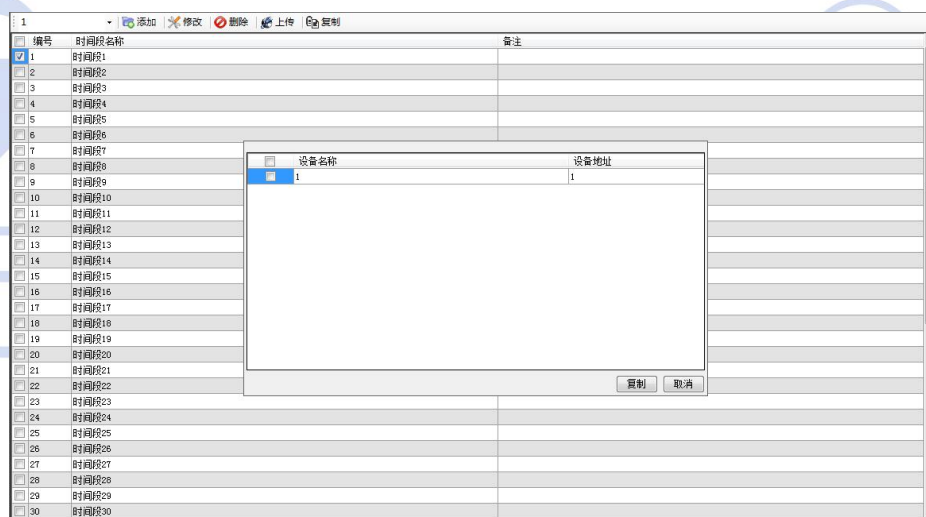 1 添加 修改 删除 上传 复制
编号 时间段名称 备注
1 时间段1
2 时间段2
3 时间段3
4 时间段4
5 时间段5
6 时间段6
7 时间段7
8 时间段8
9 时间段9
10 时间段10
11 时间段11
12 时间段12
13 时间段13
14 时间段14
15 时间段15
16 时间段16
17 时间段17
18 时间段18
19 时间段19
20 时间段20
21 时间段21
22 时间段22
23 时间段23
24 时间段24
25 时间段25
26 时间段26
27 时间段27
28 时间段28
29 时间段29
30 时间段30
设备名称 设备地址
1 1
复制 取消